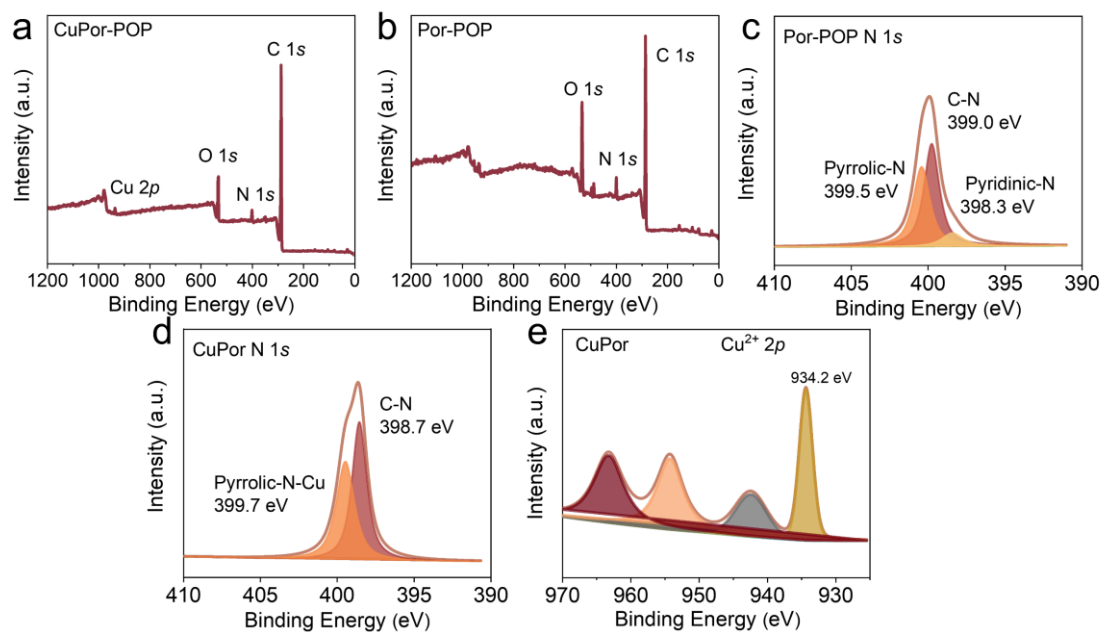 a
CuPor-POP
C 1s
O 1s
Cu 2p
N 1s
Intensity (a.u.)
1200 1000 800 600 400 200 0
Binding Energy (eV)
b
Por-POP
C 1s
O 1s
N 1s
Intensity (a.u.)
1200 1000 800 600 400 200 0
Binding Energy (eV)
c
Por-POP N 1s
C-N
399.0 eV
Pyrrolic-N
399.5 eV
Pyridinic-N
398.3 eV
Intensity (a.u.)
410 405 400 395 390
Binding Energy (eV)
d
CuPor N 1s
C-N
398.7 eV
Pyrrolic-N-Cu
399.7 eV
Intensity (a.u.)
410 405 400 395 390
Binding Energy (eV)
e
CuPor Cu²⁺ 2p
934.2 eV
Intensity (a.u.)
970 960 950 940 930
Binding Energy (eV)